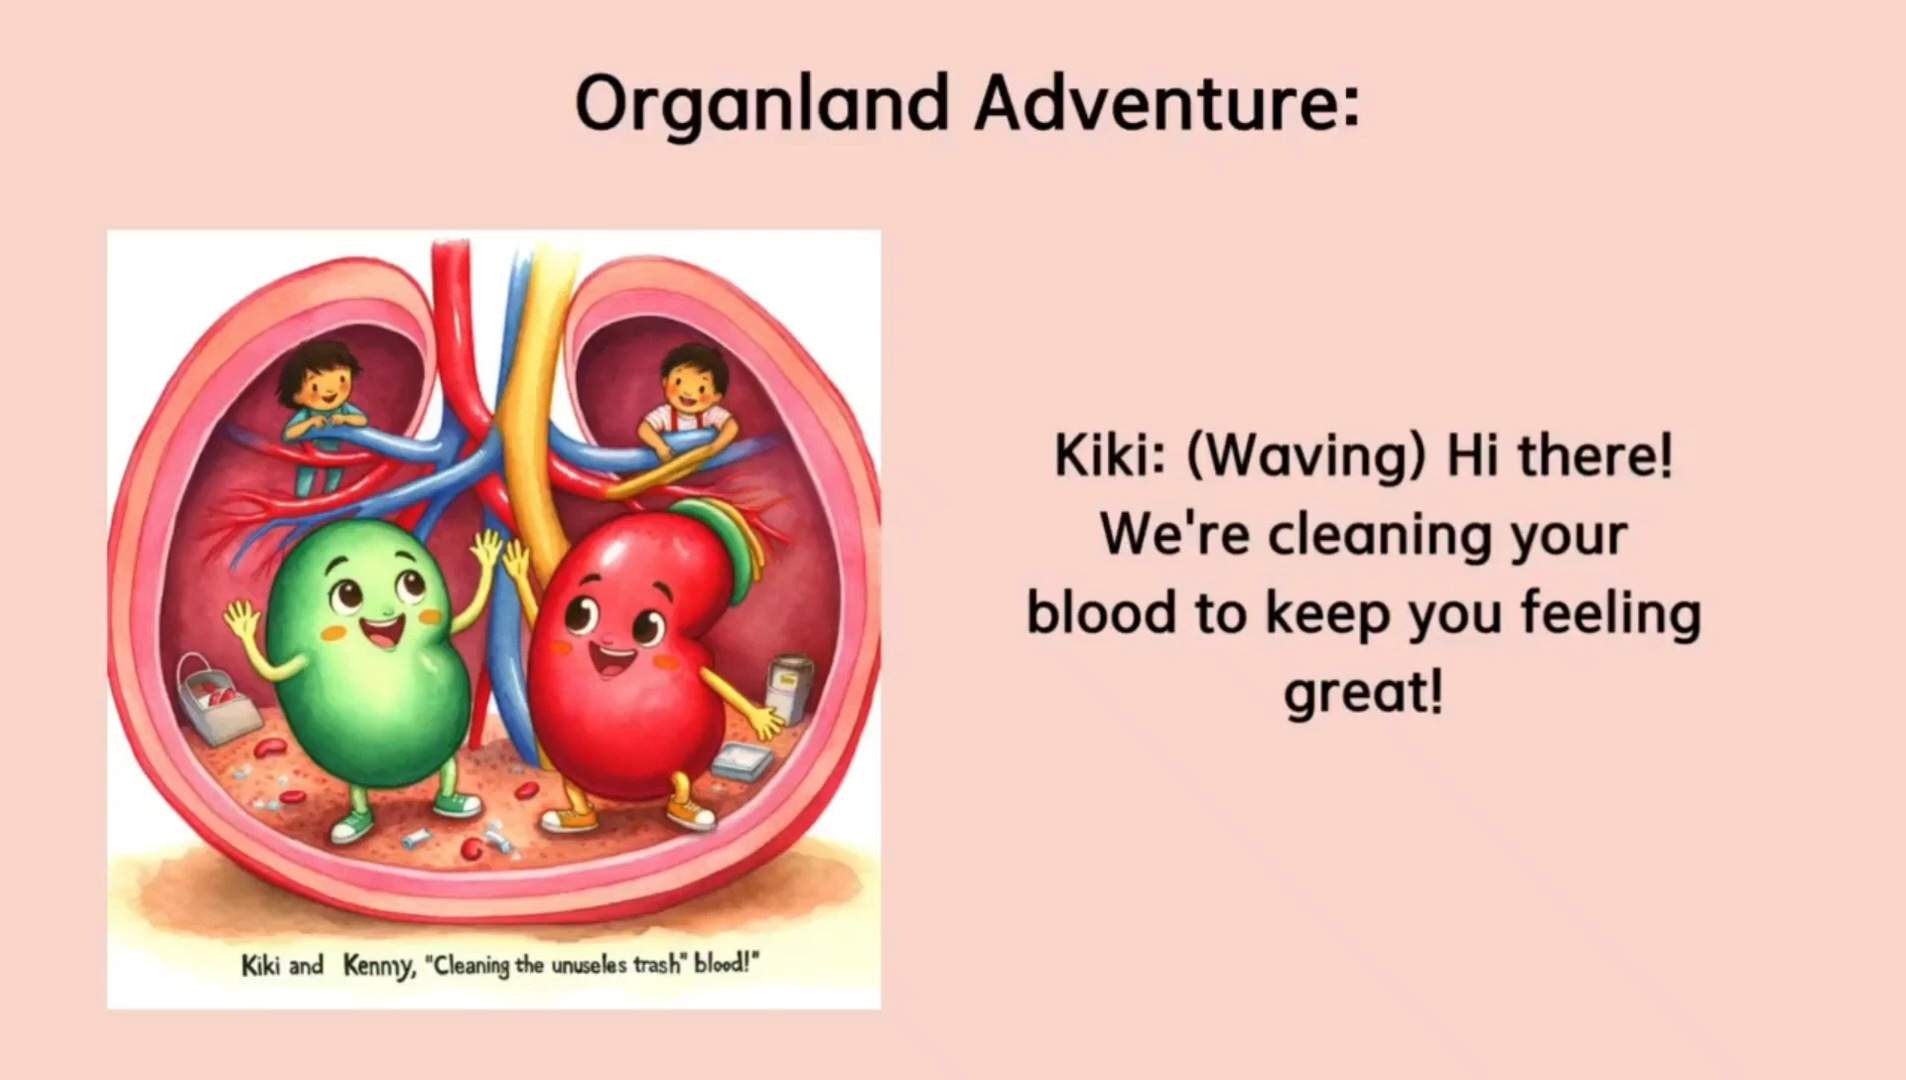 Organland Adventure:
Kiki: (Waving) Hi there!
We're cleaning your
blood to keep you feeling
great!
Kiki and Kenny, "Cleaning the unuseles trash" blood!"